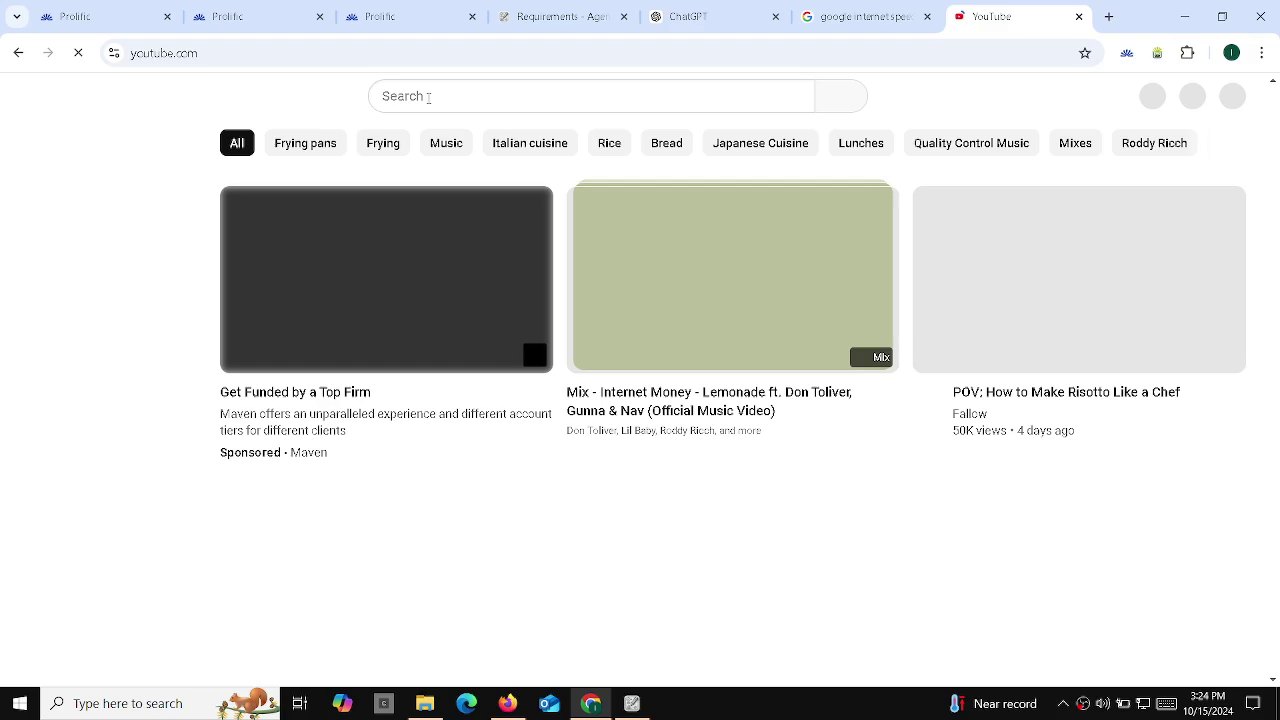 Prolific
Prolific
Prolific
Requirements - Agen
ChatGPT
google internet spee
YouTube
youtube.com
Search
All
Frying pans
Frying
Music
Italian cuisine
Rice
Bread
Japanese Cuisine
Lunches
Quality Control Music
Mixes
Roddy Ricch
Mix
Get Funded by a Top Firm
Maven offers an unparalleled experience and different account
tiers for different clients
Sponsored · Maven
Mix - Internet Money - Lemonade ft. Don Toliver,
Gunna & Nav (Official Music Video)
Don Toliver, Lil Baby, Roddy Ricch, and more
POV; How to Make Risotto Like a Chef
Fallow
50K views • 4 days ago
Type here to search
Near record
3:24 PM
10/15/2024